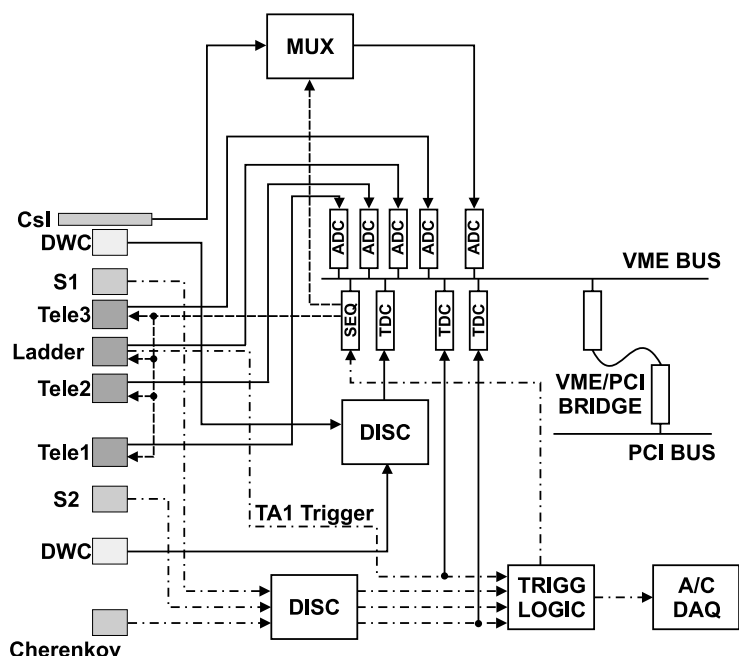 MUX
CsI
DWC
S1
Tele3
Ladder
Tele2
Tele1
S2
DWC
Cherenkov
ADC
ADC
ADC
ADC
ADC
VME BUS
SEQ
TDC
TDC
TDC
VME/PCI
BRIDGE
PCI BUS
DISC
TA1 Trigger
DISC
TRIGG
LOGIC
A/C
DAQ